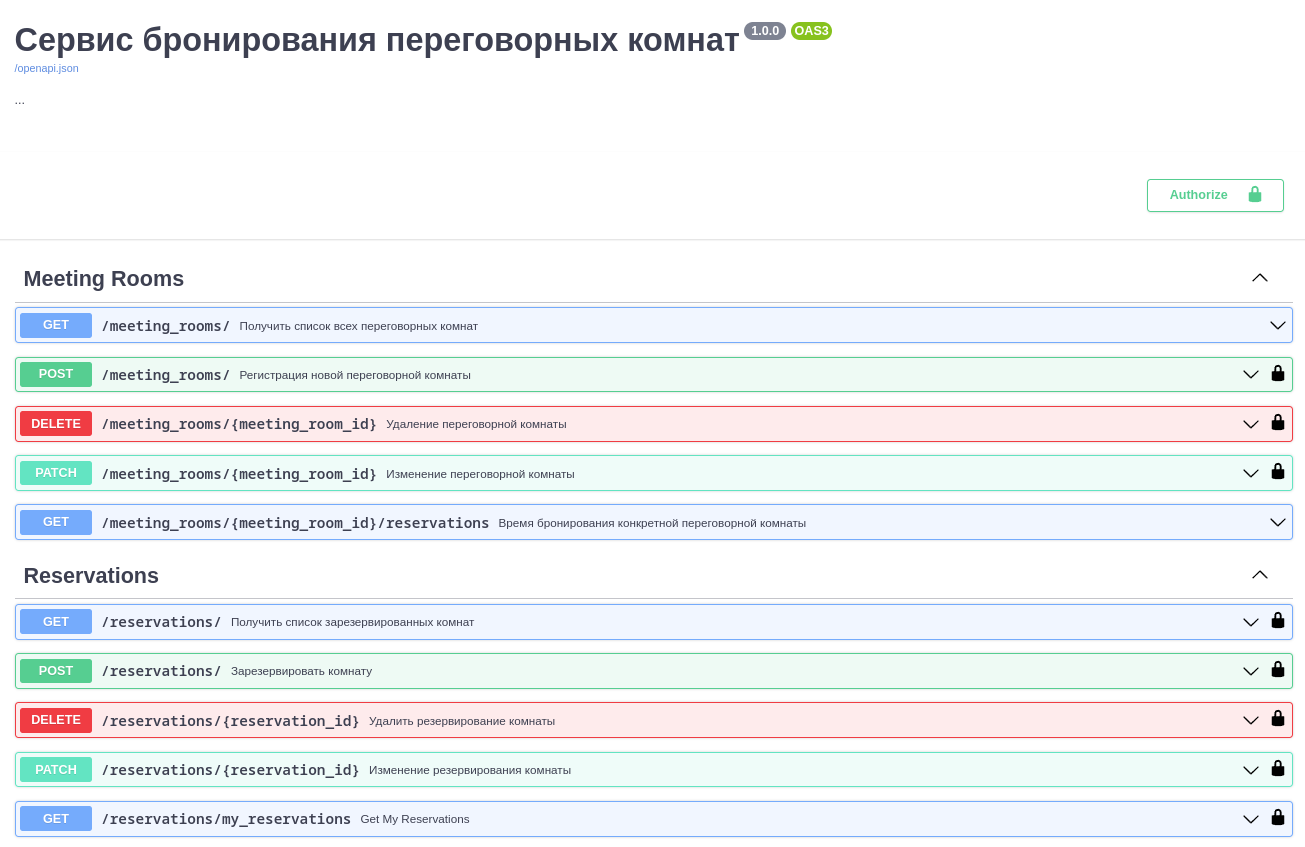 Сервис бронирования переговорных комнат 1.0.0 OAS3
/openapi.json
...
Authorize
Meeting Rooms
GET /meeting_rooms/ Получить список всех переговорных комнат
POST /meeting_rooms/ Регистрация новой переговорной комнаты
DELETE /meeting_rooms/{meeting_room_id} Удаление переговорной комнаты
PATCH /meeting_rooms/{meeting_room_id} Изменение переговорной комнаты
GET /meeting_rooms/{meeting_room_id}/reservations Время бронирования конкретной переговорной комнаты
Reservations
GET /reservations/ Получить список зарезервированных комнат
POST /reservations/ Зарезервировать комнату
DELETE /reservations/{reservation_id} Удалить резервирование комнаты
PATCH /reservations/{reservation_id} Изменение резервирования комнаты
GET /reservations/my_reservations Get My Reservations